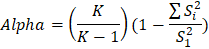 Alpha = (K / (K − 1)) (1 − ∑ S_i^2 / S_1^2)